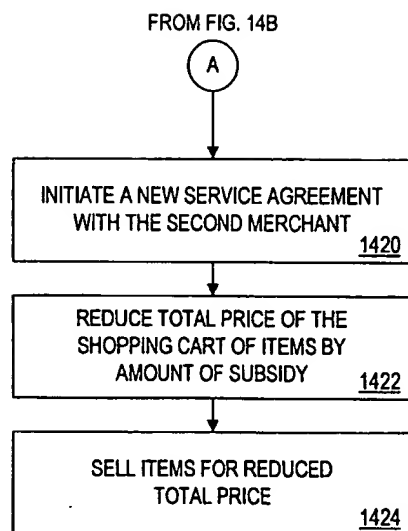 FROM FIG. 14B
A
INITIATE A NEW SERVICE AGREEMENT
WITH THE SECOND MERCHANT
1420
REDUCE TOTAL PRICE OF THE
SHOPPING CART OF ITEMS BY
AMOUNT OF SUBSIDY
1422
SELL ITEMS FOR REDUCED
TOTAL PRICE
1424